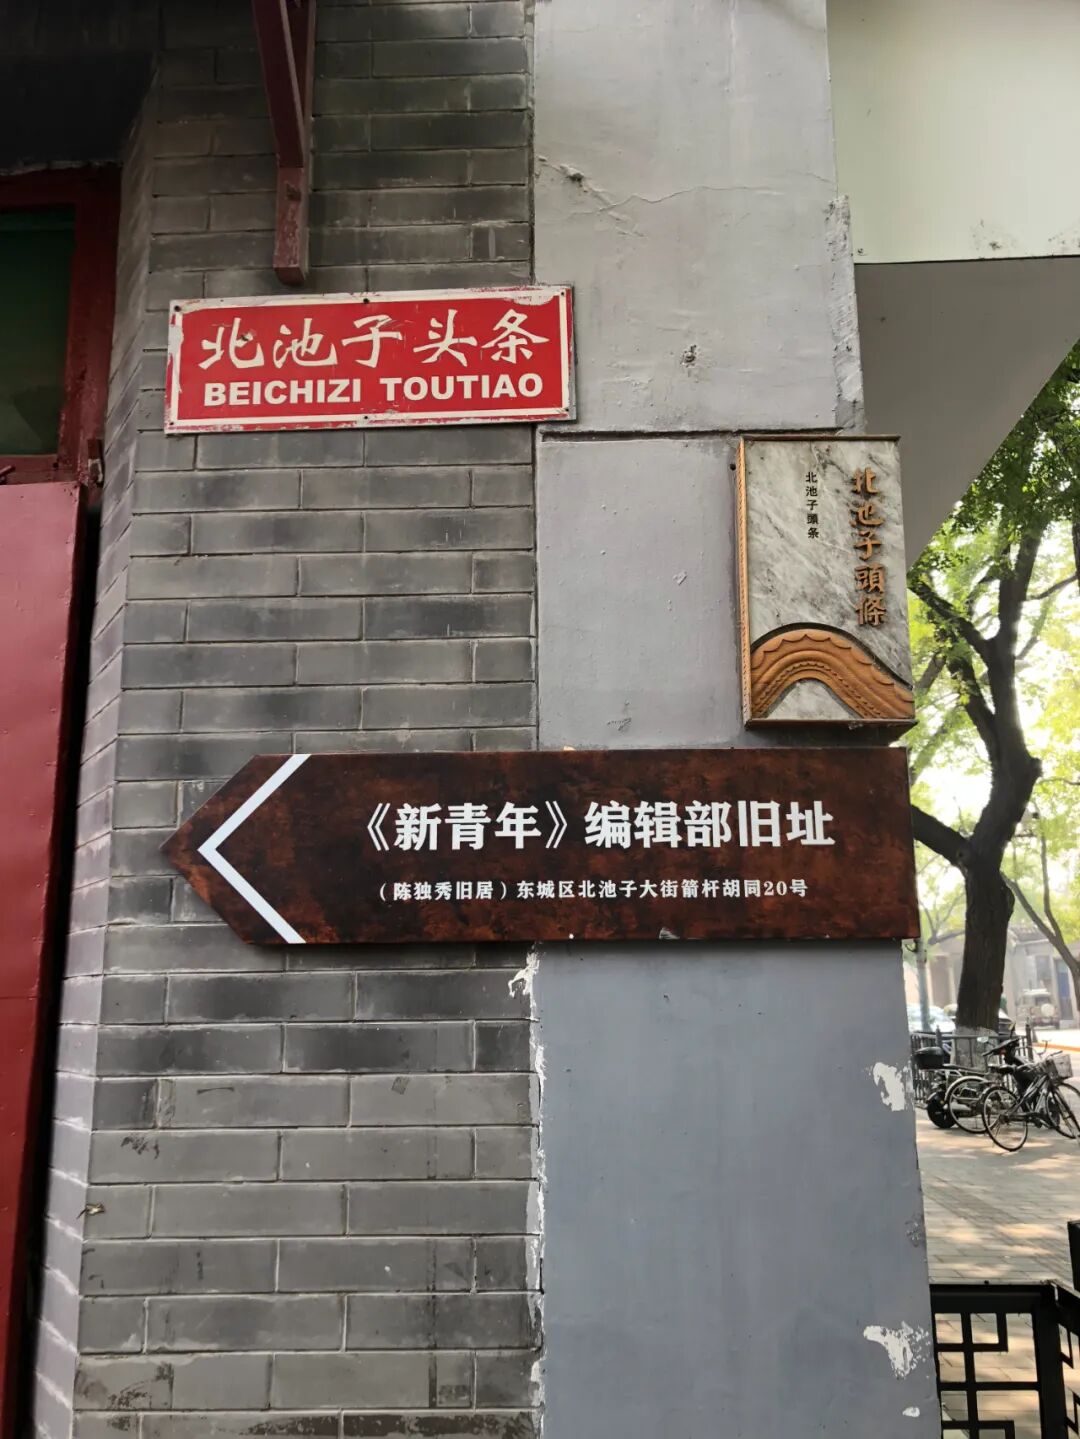 北池子头条
BEICHIZI TOUTIAO
北池子頭條
北池子頭条
《新青年》编辑部旧址
（陈独秀旧居）东城区北池子大街箭杆胡同20号